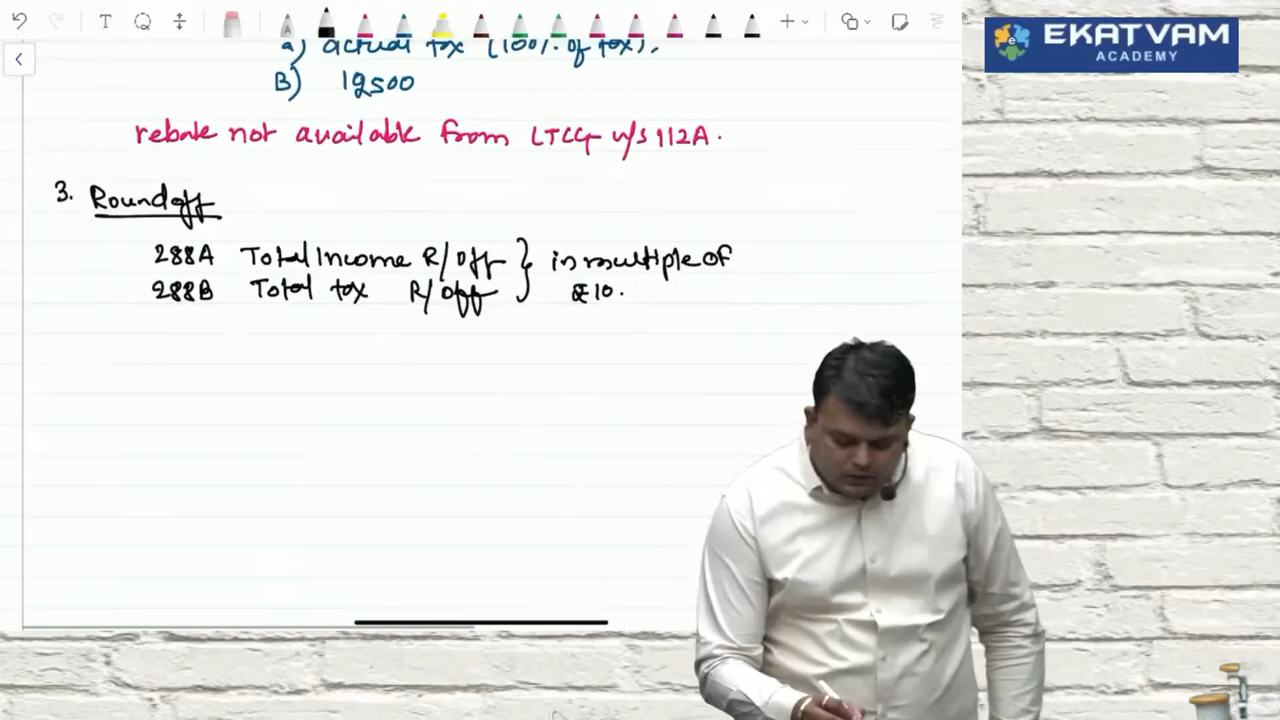 EKATVAM
ACADEMY
a) actual tax (100% of tax).
B) 12500
rebate not available from LTCG u/s 112A.
3. Roundoff
288A Total Income R/off } in multiple of
288B Total tax R/off ₹10.